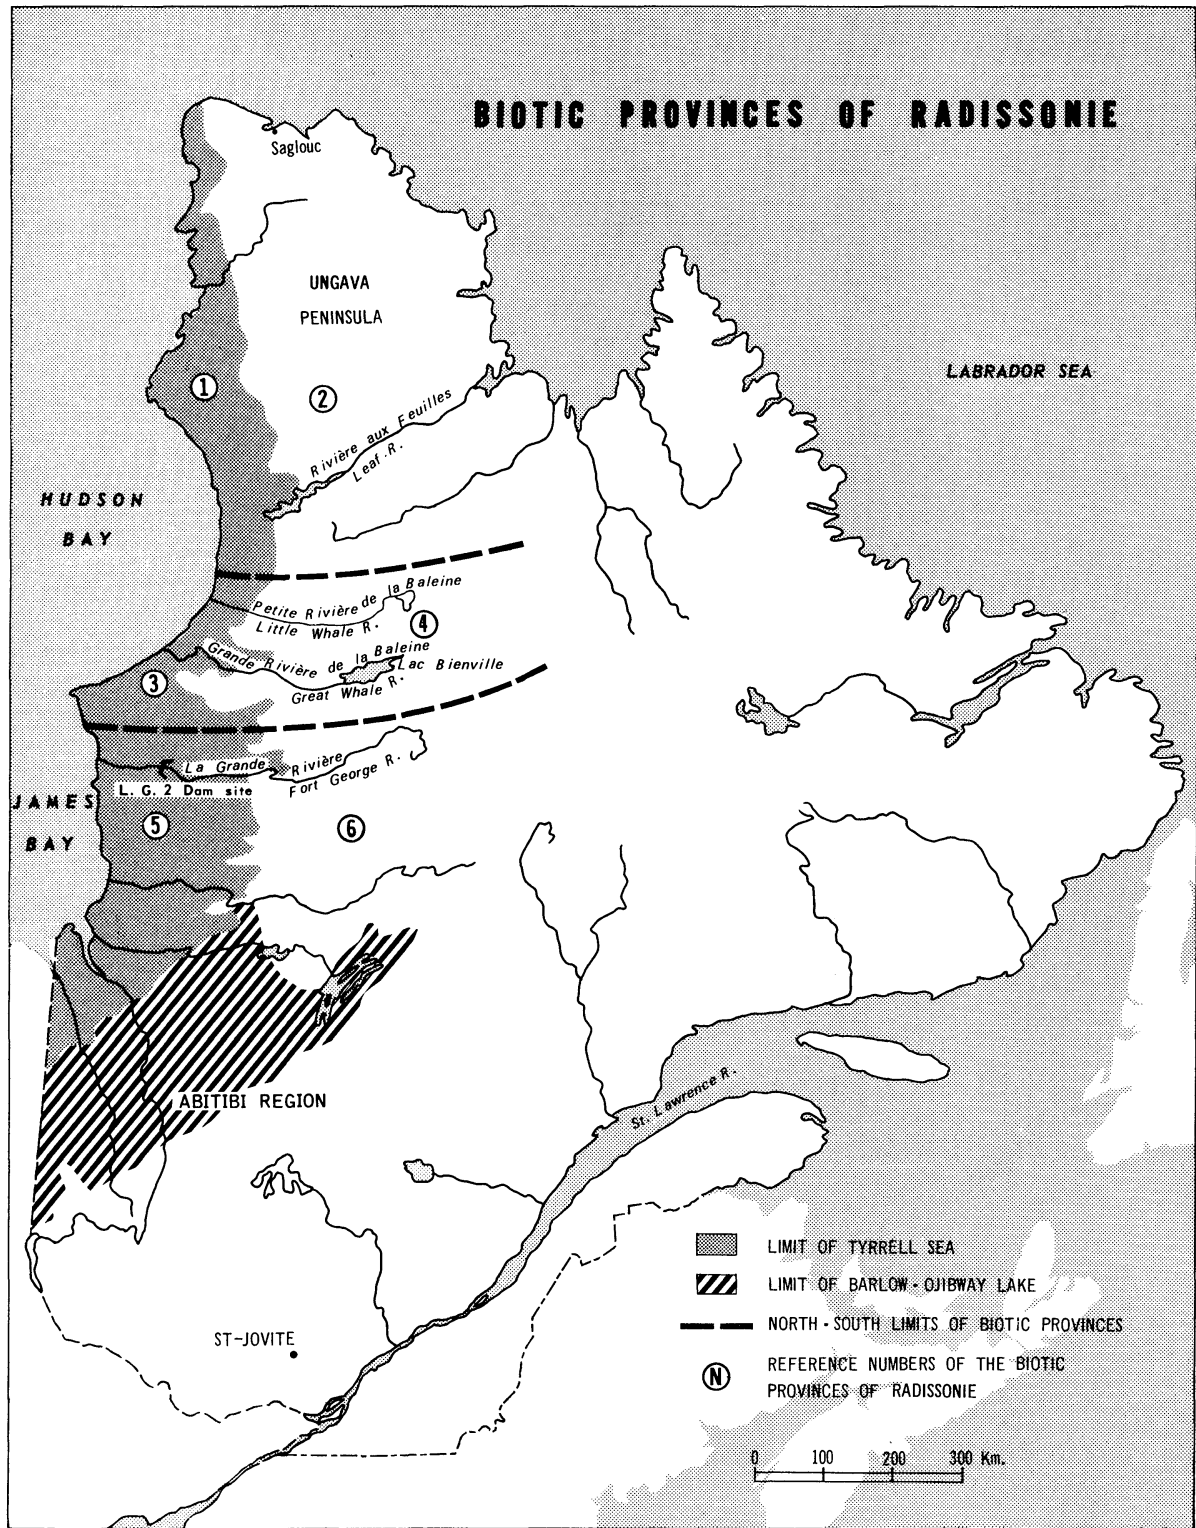 BIOTIC PROVINCES OF RADISSONIE
Saglouc
UNGAVA
PENINSULA
LABRADOR SEA
1
2
Rivière aux Feuilles
Leaf R.
HUDSON
BAY
Petite Rivière de la Baleine
Little Whale R.
4
Grande Rivière de la Baleine
Lac Bienville
Great Whale R.
3
La Grande Rivière
Fort George R.
L. G. 2 Dam site
JAMES
BAY
5
6
ABITIBI REGION
St. Lawrence R.
LIMIT OF TYRRELL SEA
LIMIT OF BARLOW-OJIBWAY LAKE
NORTH-SOUTH LIMITS OF BIOTIC PROVINCES
N
REFERENCE NUMBERS OF THE BIOTIC
PROVINCES OF RADISSONIE
ST-JOVITE
0 100 200 300 Km.